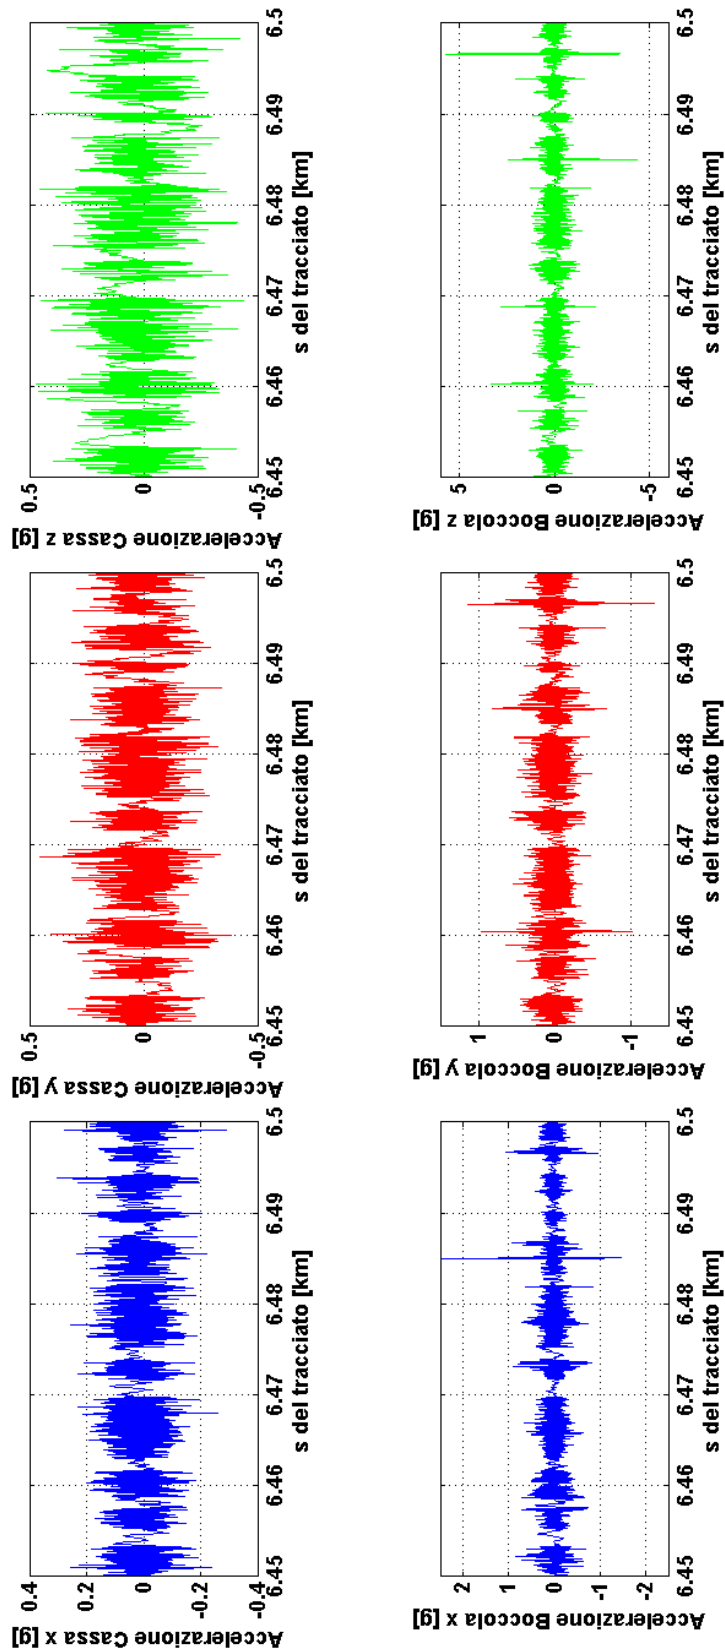 Accelerazione Cassa x [g]
0.4
0.2
0
-0.2
-0.4
6.45 6.46 6.47 6.48 6.49 6.5
s del tracciato [km]
Accelerazione Cassa y [g]
0.5
0
-0.5
6.45 6.46 6.47 6.48 6.49 6.5
s del tracciato [km]
Accelerazione Cassa z [g]
0.5
0
-0.5
6.45 6.46 6.47 6.48 6.49 6.5
s del tracciato [km]
Accelerazione Boccola x [g]
2
1
0
-1
-2
6.45 6.46 6.47 6.48 6.49 6.5
s del tracciato [km]
Accelerazione Boccola y [g]
1
0
-1
6.45 6.46 6.47 6.48 6.49 6.5
s del tracciato [km]
Accelerazione Boccola z [g]
5
0
-5
6.45 6.46 6.47 6.48 6.49 6.5
s del tracciato [km]